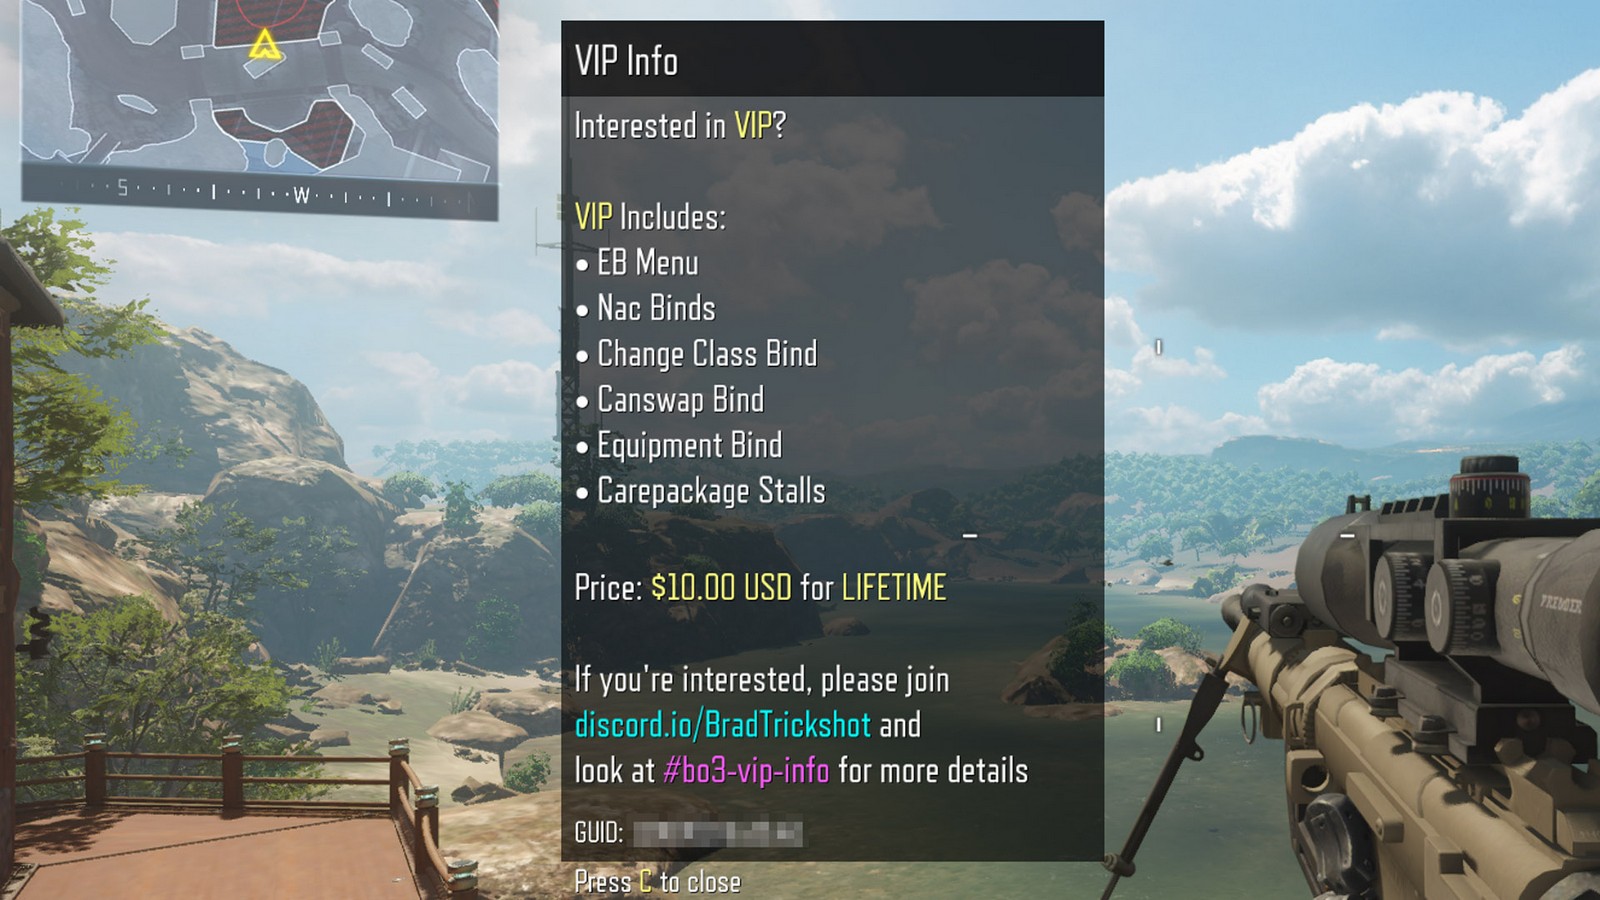 S
W
VIP Info
Interested in VIP?
VIP Includes:
• EB Menu
• Nac Binds
• Change Class Bind
• Canswap Bind
• Equipment Bind
• Carepackage Stalls
Price: $10.00 USD for LIFETIME
If you're interested, please join
discord.io/BradTrickshot and
look at #bo3-vip-info for more details
GUID:
Press C to close
PREMIER